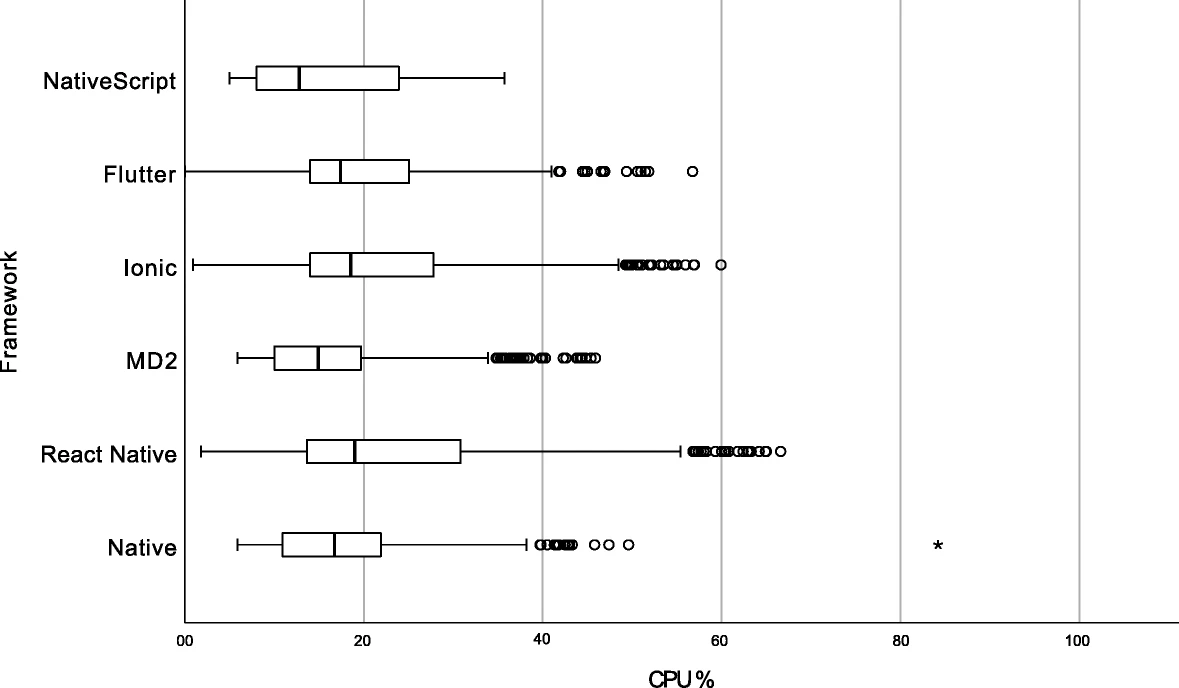 NativeScript
Flutter
Ionic
MD2
React Native
Native
Framework
00 20 40 60 80 100
CPU %